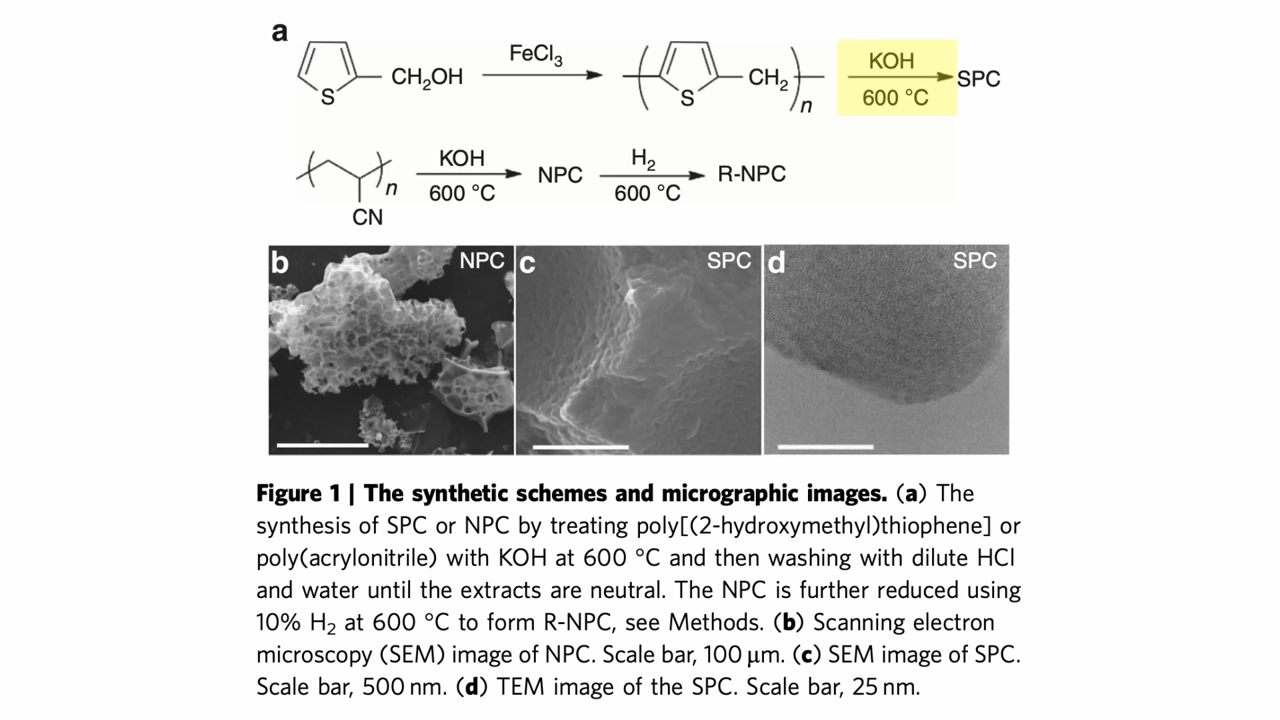 a
S
CH₂OH
FeCl₃
S
CH₂
n
KOH
600 °C
SPC
n
CN
KOH
600 °C
NPC
H₂
600 °C
R-NPC
b
NPC
c
SPC
d
SPC
Figure 1 | The synthetic schemes and micrographic images. (a) The
synthesis of SPC or NPC by treating poly[(2-hydroxymethyl)thiophene] or
poly(acrylonitrile) with KOH at 600 °C and then washing with dilute HCl
and water until the extracts are neutral. The NPC is further reduced using
10% H₂ at 600 °C to form R-NPC, see Methods. (b) Scanning electron
microscopy (SEM) image of NPC. Scale bar, 100 μm. (c) SEM image of SPC.
Scale bar, 500 nm. (d) TEM image of the SPC. Scale bar, 25 nm.